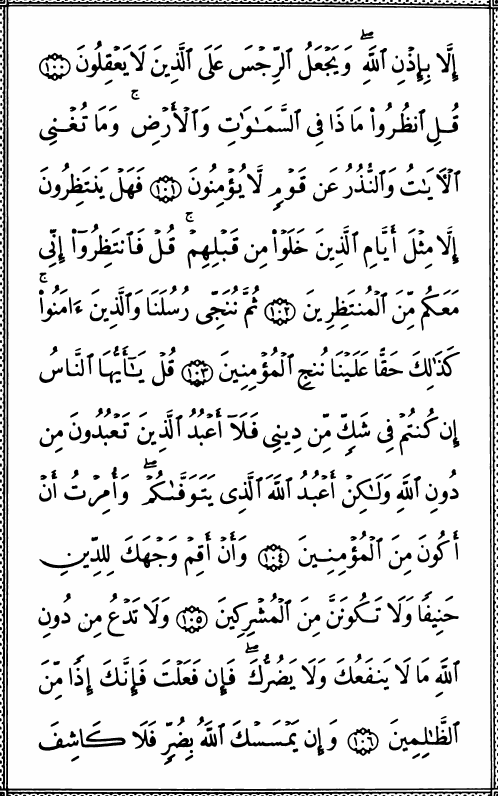 إِلَّا بِإِذْنِ ٱللَّهِۚ وَيَجْعَلُ ٱلرِّجْسَ عَلَى ٱلَّذِينَ لَا يَعْقِلُونَ ١٠٠
قُلِ ٱنظُرُوا۟ مَاذَا فِى ٱلسَّمَٰوَٰتِ وَٱلْأَرْضِۚ وَمَا تُغْنِى
ٱلْءَايَٰتُ وَٱلنُّذُرُ عَن قَوْمٍ لَّا يُؤْمِنُونَ ١٠١ فَهَلْ يَنتَظِرُونَ
إِلَّا مِثْلَ أَيَّامِ ٱلَّذِينَ خَلَوْا۟ مِن قَبْلِهِمْۚ قُلْ فَٱنتَظِرُوٓا۟ إِنِّى
مَعَكُم مِّنَ ٱلْمُنتَظِرِينَ ١٠٢ ثُمَّ نُنَجِّى رُسُلَنَا وَٱلَّذِينَ ءَامَنُوا۟ۚ
كَذَٰلِكَ حَقًّا عَلَيْنَا نُنجِ ٱلْمُؤْمِنِينَ ١٠٣ قُلْ يَٰٓأَيُّهَا ٱلنَّاسُ
إِن كُنتُمْ فِى شَكٍّ مِّن دِينِى فَلَآ أَعْبُدُ ٱلَّذِينَ تَعْبُدُونَ مِن
دُونِ ٱللَّهِ وَلَٰكِنْ أَعْبُدُ ٱللَّهَ ٱلَّذِى يَتَوَفَّىٰكُمْۖ وَأُمِرْتُ أَنْ
أَكُونَ مِنَ ٱلْمُؤْمِنِينَ ١٠٤ وَأَنْ أَقِمْ وَجْهَكَ لِلدِّينِ
حَنِيفًا وَلَا تَكُونَنَّ مِنَ ٱلْمُشْرِكِينَ ١٠٥ وَلَا تَدْعُ مِن دُونِ
ٱللَّهِ مَا لَا يَنفَعُكَ وَلَا يَضُرُّكَۖ فَإِن فَعَلْتَ فَإِنَّكَ إِذًا مِّنَ
ٱلظَّٰلِمِينَ ١٠٦ وَإِن يَمْسَسْكَ ٱللَّهُ بِضُرٍّ فَلَا كَاشِفَ